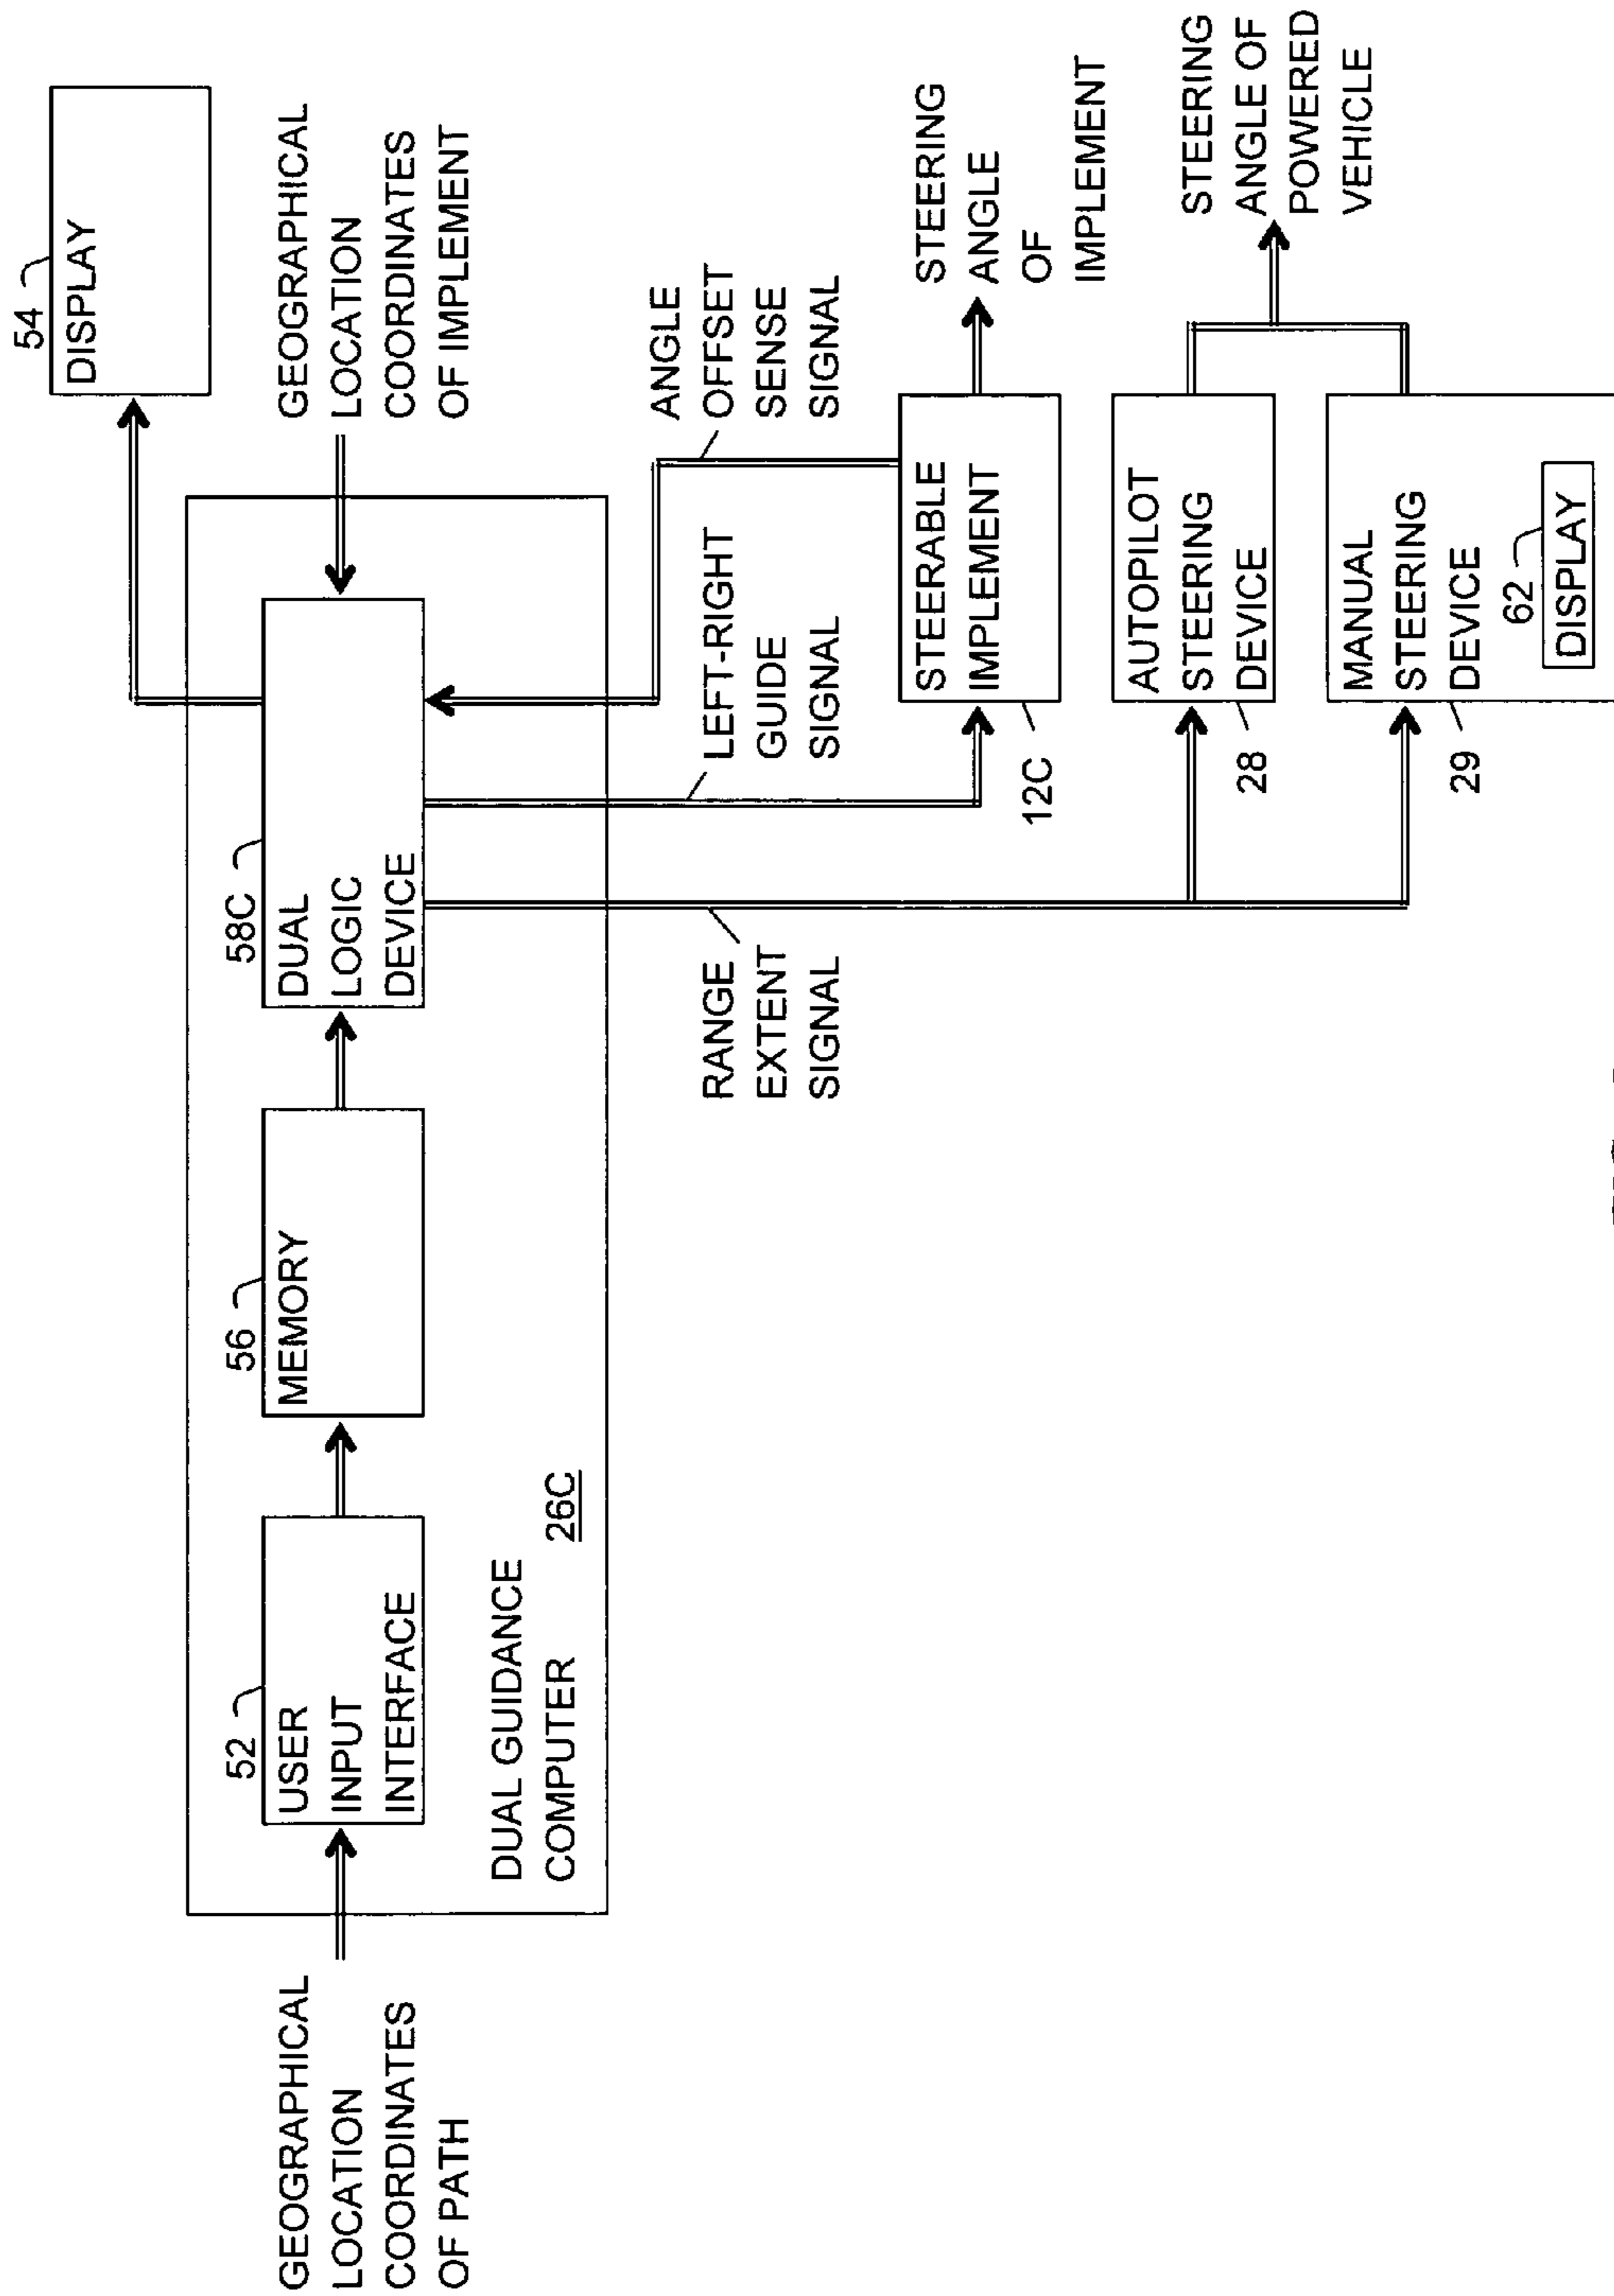 54
DISPLAY
GEOGRAPHICAL
LOCATION
COORDINATES
OF PATH
52
USER
INPUT
INTERFACE
56
MEMORY
58C
DUAL
LOGIC
DEVICE
GEOGRAPHICAL
LOCATION
COORDINATES
OF IMPLEMENT
DUAL GUIDANCE
COMPUTER
26C
RANGE
EXTENT
SIGNAL
LEFT-RIGHT
GUIDE
SIGNAL
ANGLE
OFFSET
SENSE
SIGNAL
STEERABLE
IMPLEMENT
12C
STEERING
ANGLE
OF
IMPLEMENT
AUTOPILOT
STEERING
DEVICE
28
MANUAL
STEERING
DEVICE
29
62
DISPLAY
STEERING
ANGLE OF
POWERED
VEHICLE